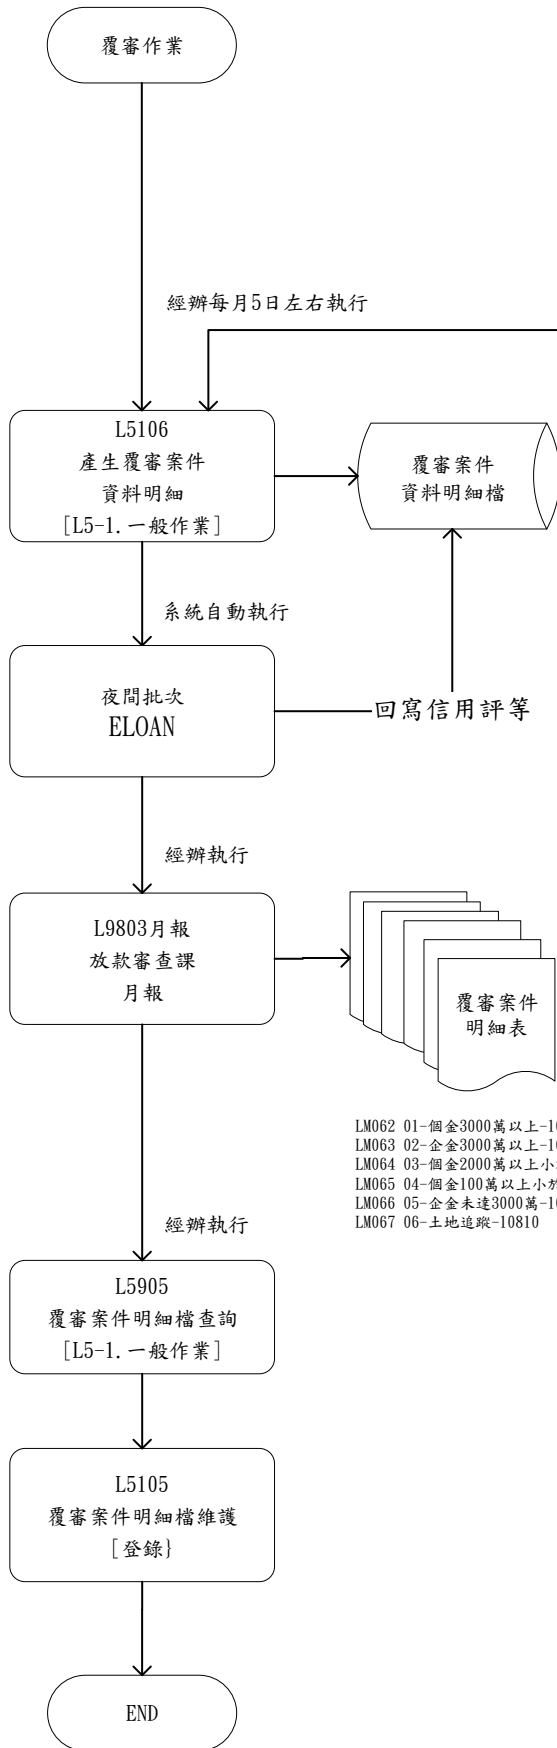 覆審作業
經辦每月5日左右執行
L5106
產生覆審案件
資料明細
[L5-1.一般作業]
覆審案件
資料明細檔
系統自動執行
夜間批次
ELOAN
回寫信用評等
經辦執行
L9803月報
放款審查課
月報
覆審案件
明細表
LM062 01-個金3000萬以上-10
LM063 02-企金3000萬以上-10
LM064 03-個金2000萬以上小
LM065 04-個金100萬以上小於
LM066 05-企金未達3000萬-10
LM067 06-土地追蹤-10810
經辦執行
L5905
覆審案件明細檔查詢
[L5-1.一般作業]
L5105
覆審案件明細檔維護
[登錄}
END